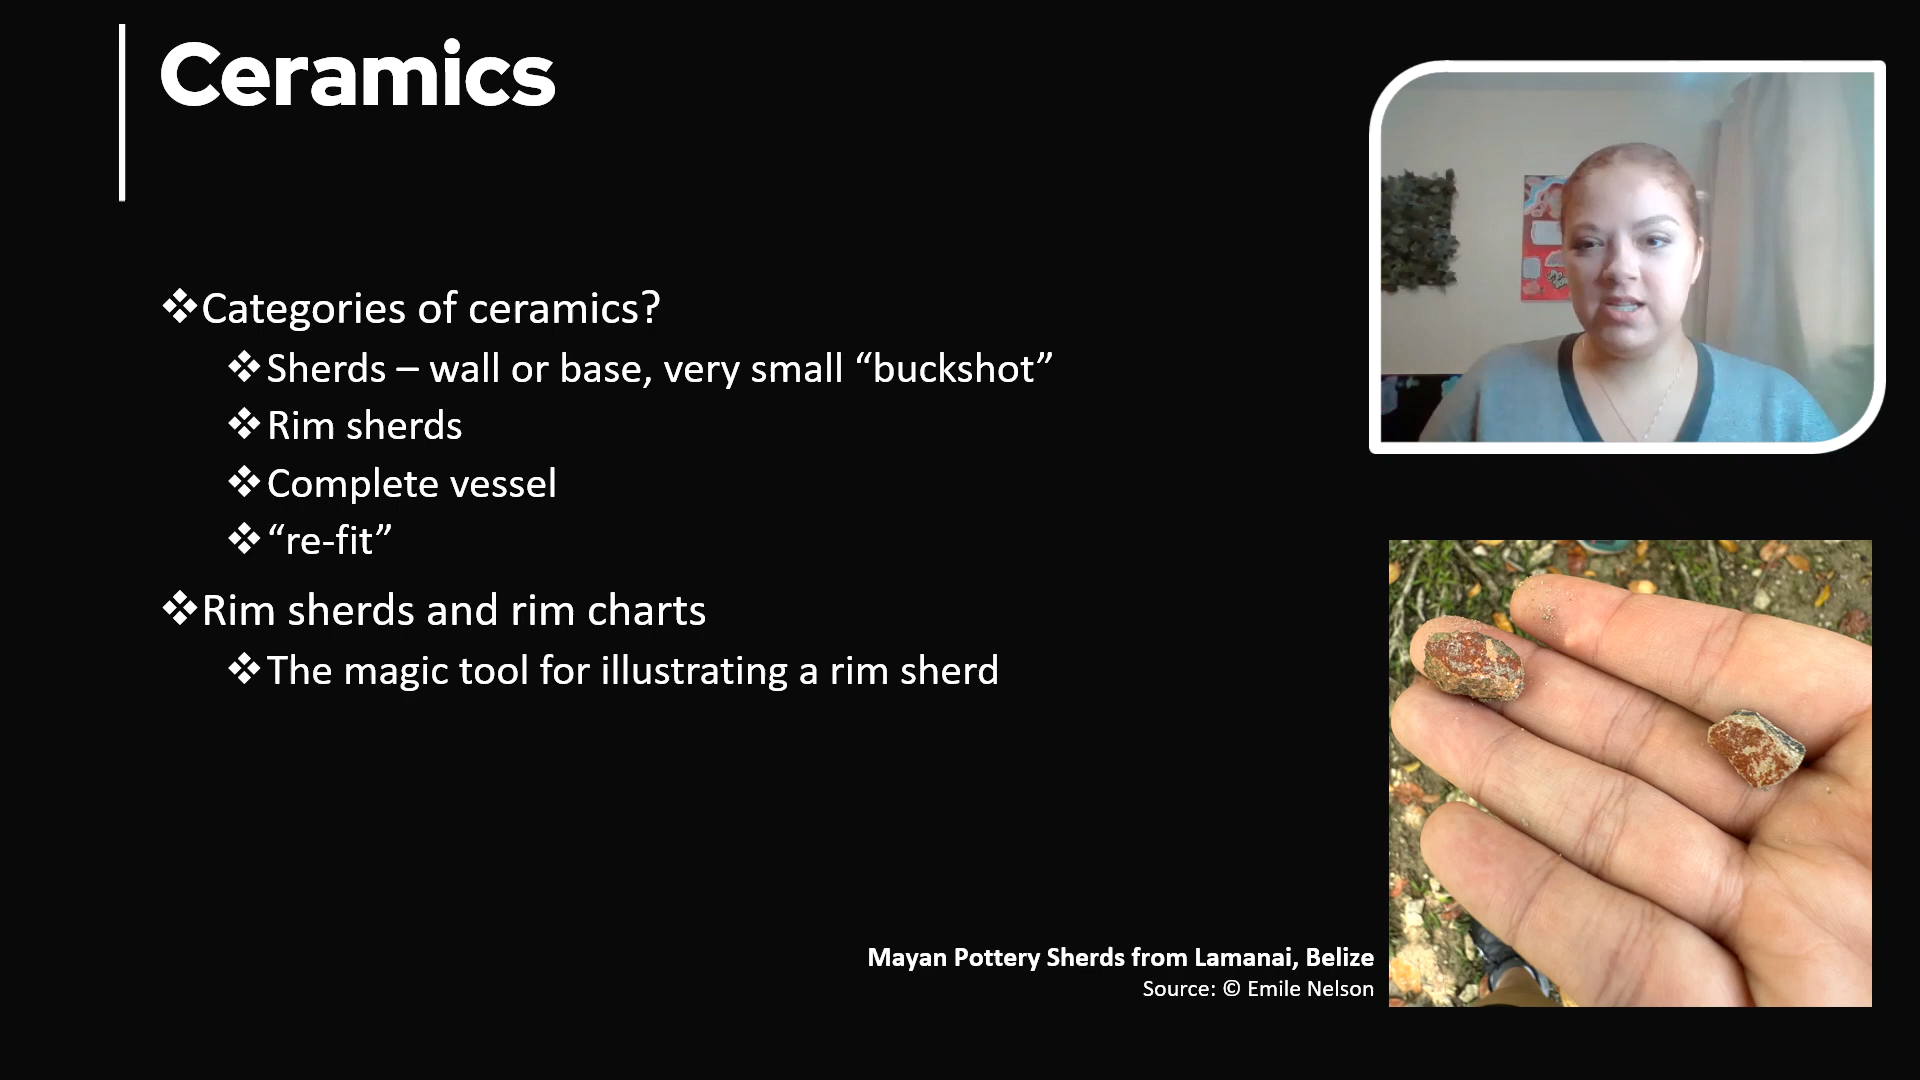 Ceramics
❖Categories of ceramics?
❖Sherds – wall or base, very small “buckshot”
❖Rim sherds
❖Complete vessel
❖“re-fit”
❖Rim sherds and rim charts
❖The magic tool for illustrating a rim sherd
Mayan Pottery Sherds from Lamanai, Belize
Source: © Emile Nelson